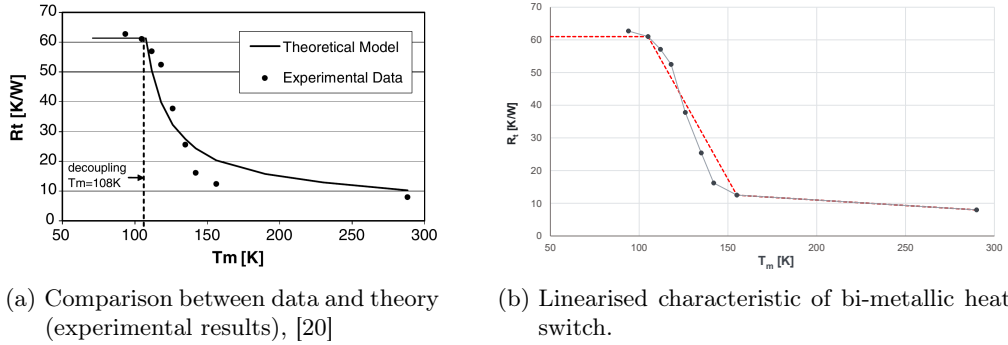 70
60
50
40
30
20
10
0
Rt [K/W]
Theoretical Model
Experimental Data
decoupling
Tm=108K
50 100 150 200 250 300
Tm [K]
70
60
50
40
30
20
10
0
Rt [K/W]
50 100 150 200 250 300
Tm [K]
(a) Comparison between data and theory
(experimental results), [20]
(b) Linearised characteristic of bi-metallic heat
switch.